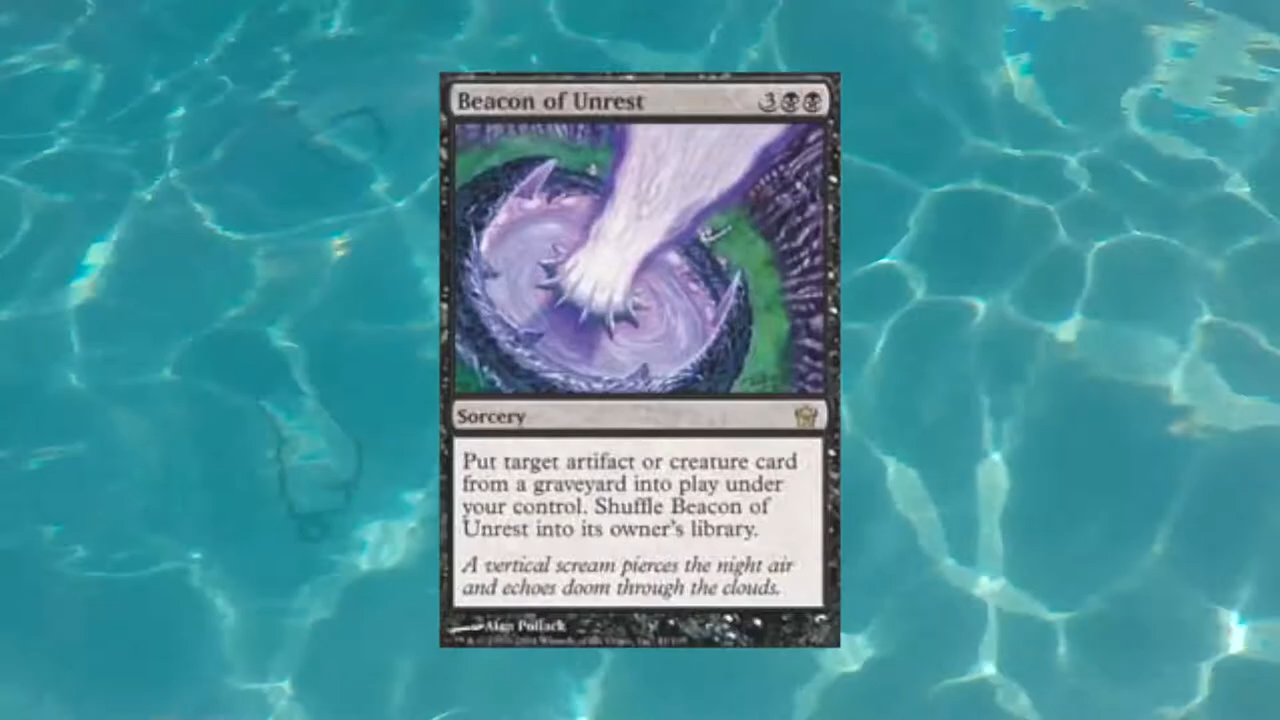 Beacon of Unrest 3
Sorcery
Put target artifact or creature card
from a graveyard into play under
your control. Shuffle Beacon of
Unrest into its owner's library.
A vertical scream pierces the night air
and echoes doom through the clouds.
Alan Pollack